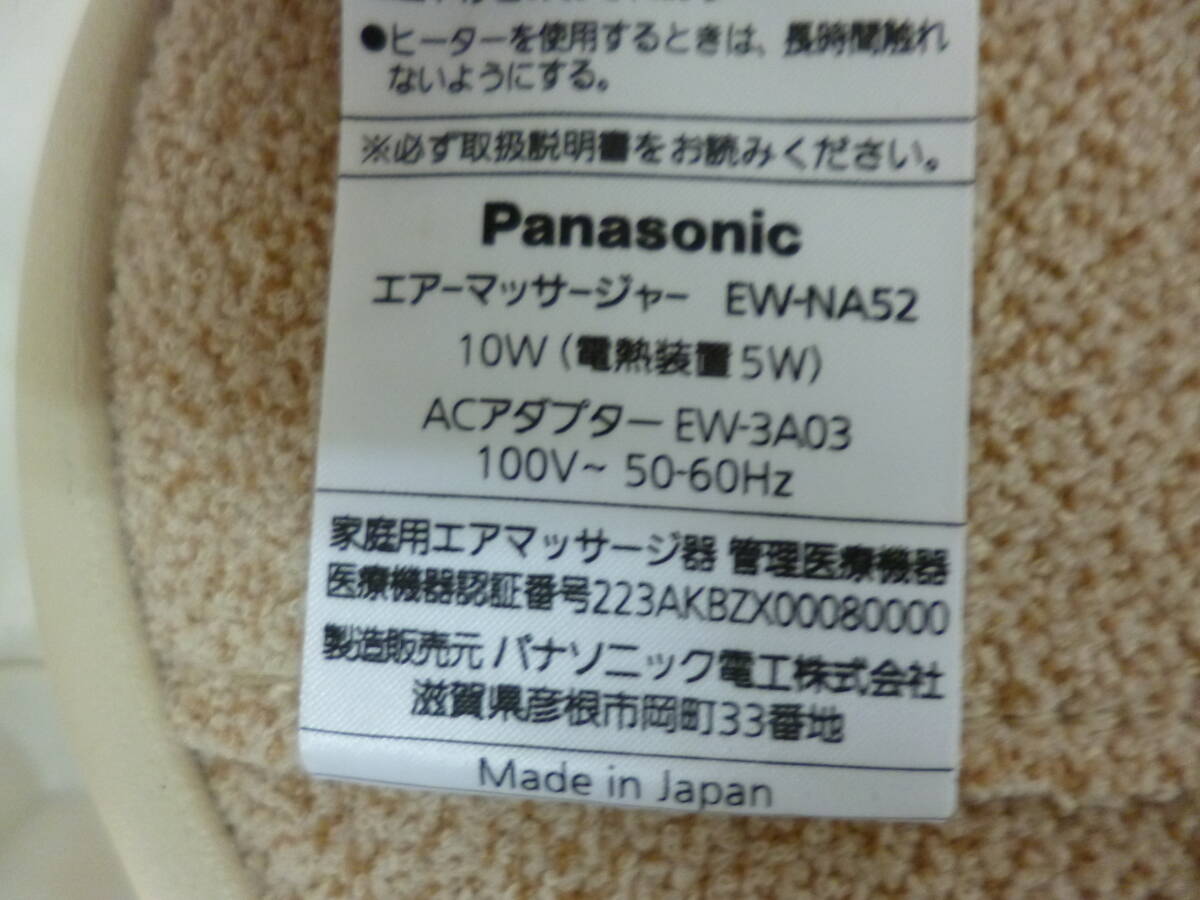 ●ヒーターを使用するときは、長時間触れ
ないようにする。
※必ず取扱説明書をお読みください。
Panasonic
エアーマッサージャー EW-NA52
10W (電熱装置5W)
ACアダプター EW-3A03
100V~ 50-60Hz
家庭用エアマッサージ器 管理医療機器
医療機器認証番号223AKBZX00080000
製造販売元 パナソニック電工株式会社
滋賀県彦根市岡町33番地
Made in Japan